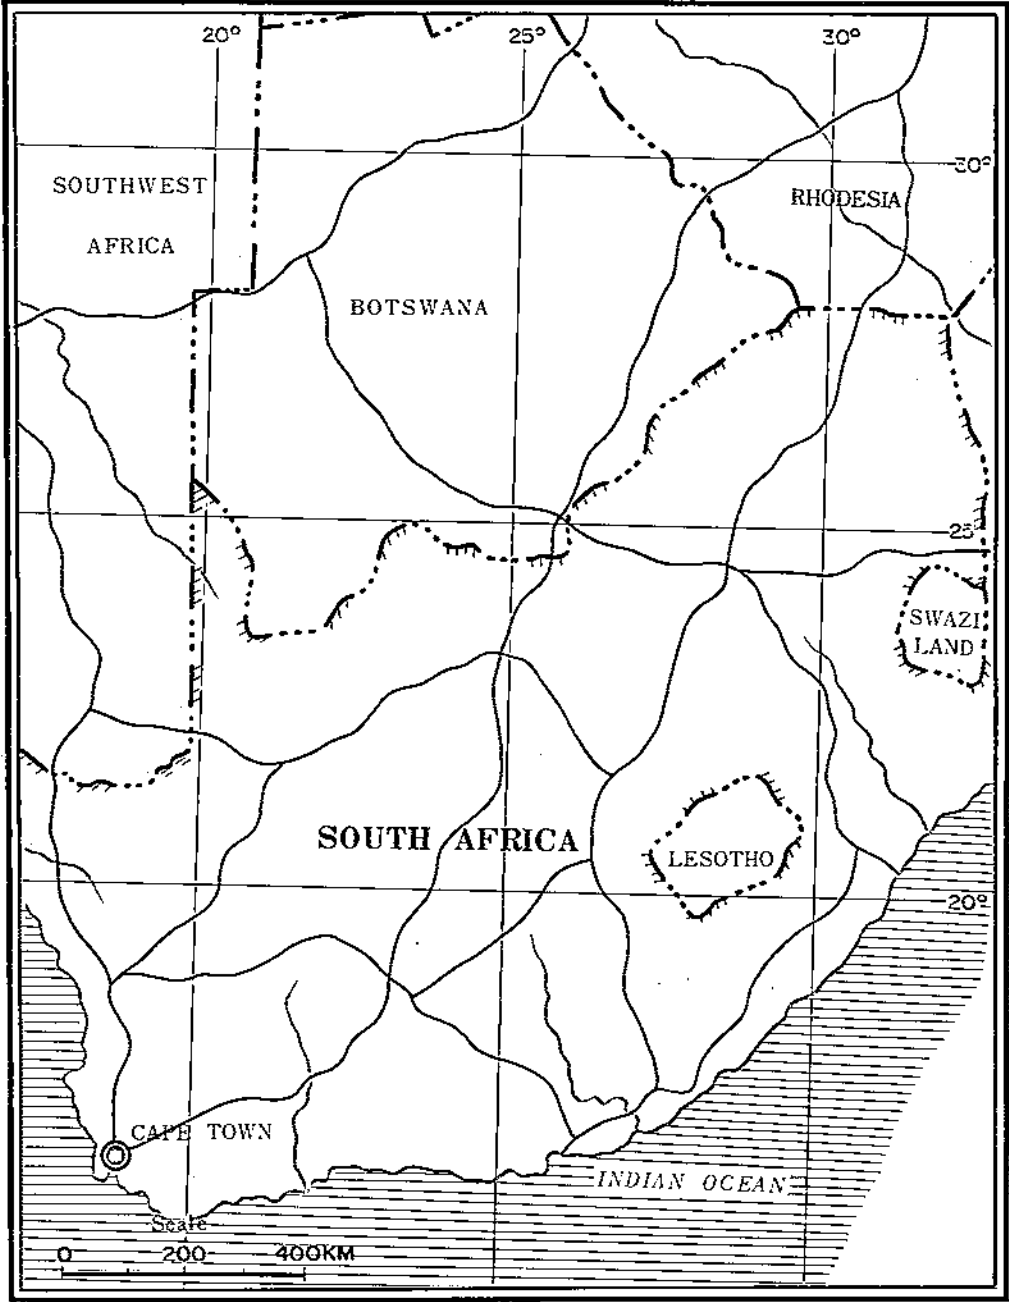 20° 25° 30°
30°
SOUTHWEST
AFRICA
RHODESIA
BOTSWANA
25°
SWAZI
LAND
SOUTH AFRICA
LESOTHO
20°
CAPE TOWN
INDIAN OCEAN
Scale
0 200 400KM